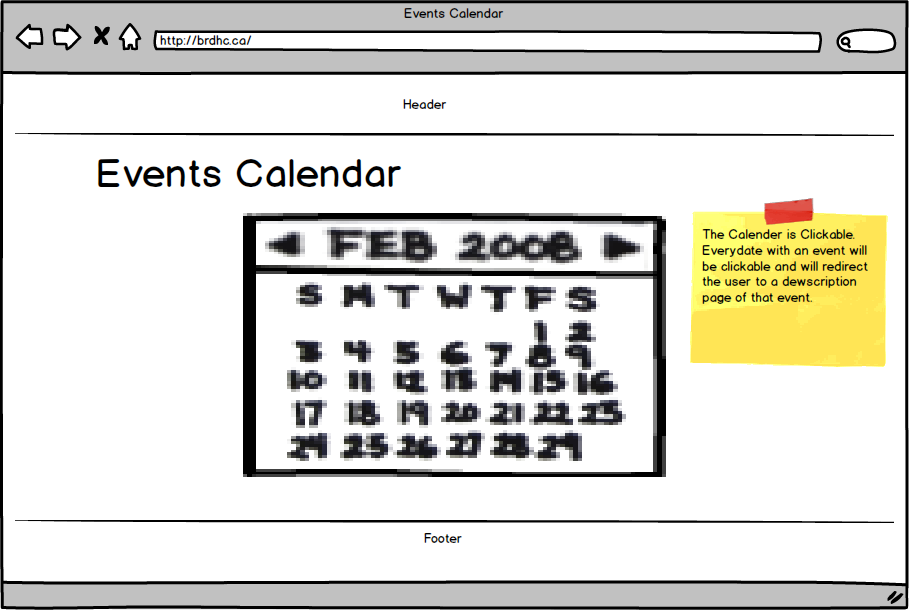 Events Calendar
http://brdhc.ca/
Header
Events Calendar
FEB 2008
S M T W T F S
1 2
3 4 5 6 7 8 9
10 11 12 13 14 15 16
17 18 19 20 21 22 23
24 25 26 27 28 29
The Calender is Clickable.
Everydate with an event will
be clickable and will redirect
the user to a dewscription
page of that event.
Footer